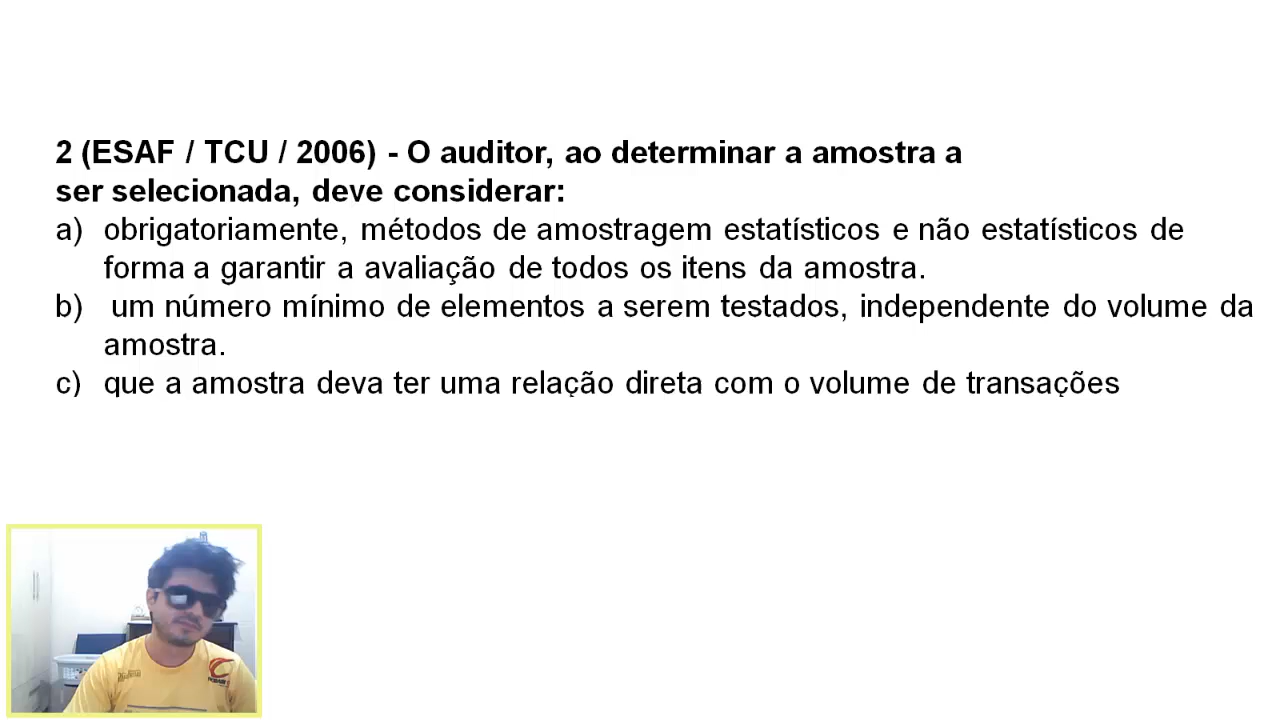 2 (ESAF / TCU / 2006) - O auditor, ao determinar a amostra a
ser selecionada, deve considerar:
a) obrigatoriamente, métodos de amostragem estatísticos e não estatísticos de
forma a garantir a avaliação de todos os itens da amostra.
b) um número mínimo de elementos a serem testados, independente do volume da
amostra.
c) que a amostra deva ter uma relação direta com o volume de transações